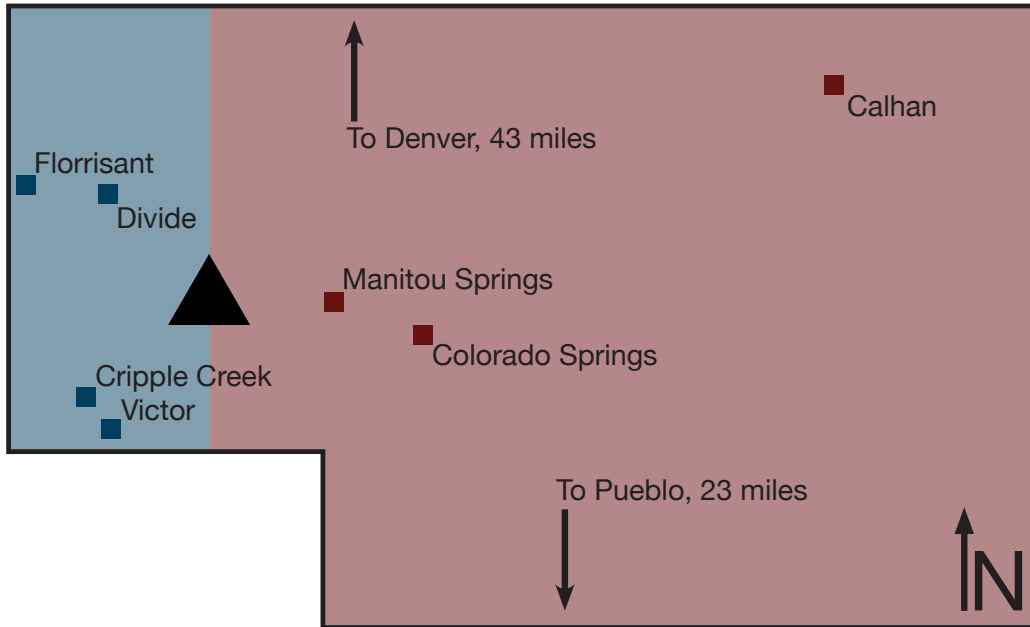 Calhan
To Denver, 43 miles
Florrisant
Divide
Manitou Springs
Colorado Springs
Cripple Creek
Victor
To Pueblo, 23 miles
N